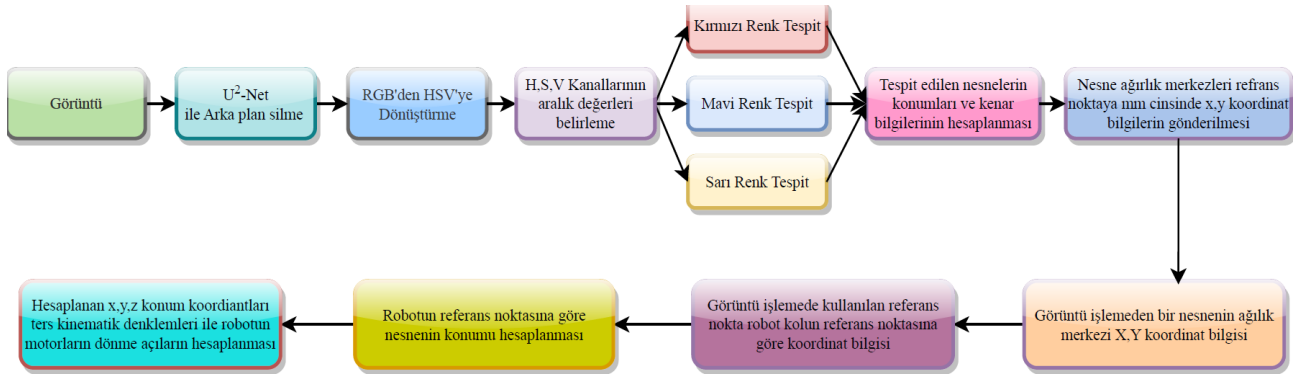 Görüntü
U²-Net
ile Arka plan silme
RGB'den HSV'ye
Dönüştürme
H,S,V Kanallarının
aralık değerleri
belirleme
Kırmızı Renk Tespit
Mavi Renk Tespit
Sarı Renk Tespit
Tespit edilen nesnelerin
konumları ve kenar
bilgilerinin hesaplanması
Nesne ağırlık merkezleri refrans
noktaya mm cinsinde x,y koordinat
bilgilerin gönderilmesi
Görüntü işlemeden bir nesnenin ağılık
merkezi X,Y koordinat bilgisi
Görüntü işlemede kullanılan referans
nokta robot kolun referans noktasına
göre koordinat bilgisi
Robotun referans noktasına göre
nesnenin konumu hesaplanması
Hesaplanan x,y,z konum koordiantları
ters kinematik denklemleri ile robotun
motorların dönme açıların hesaplanması